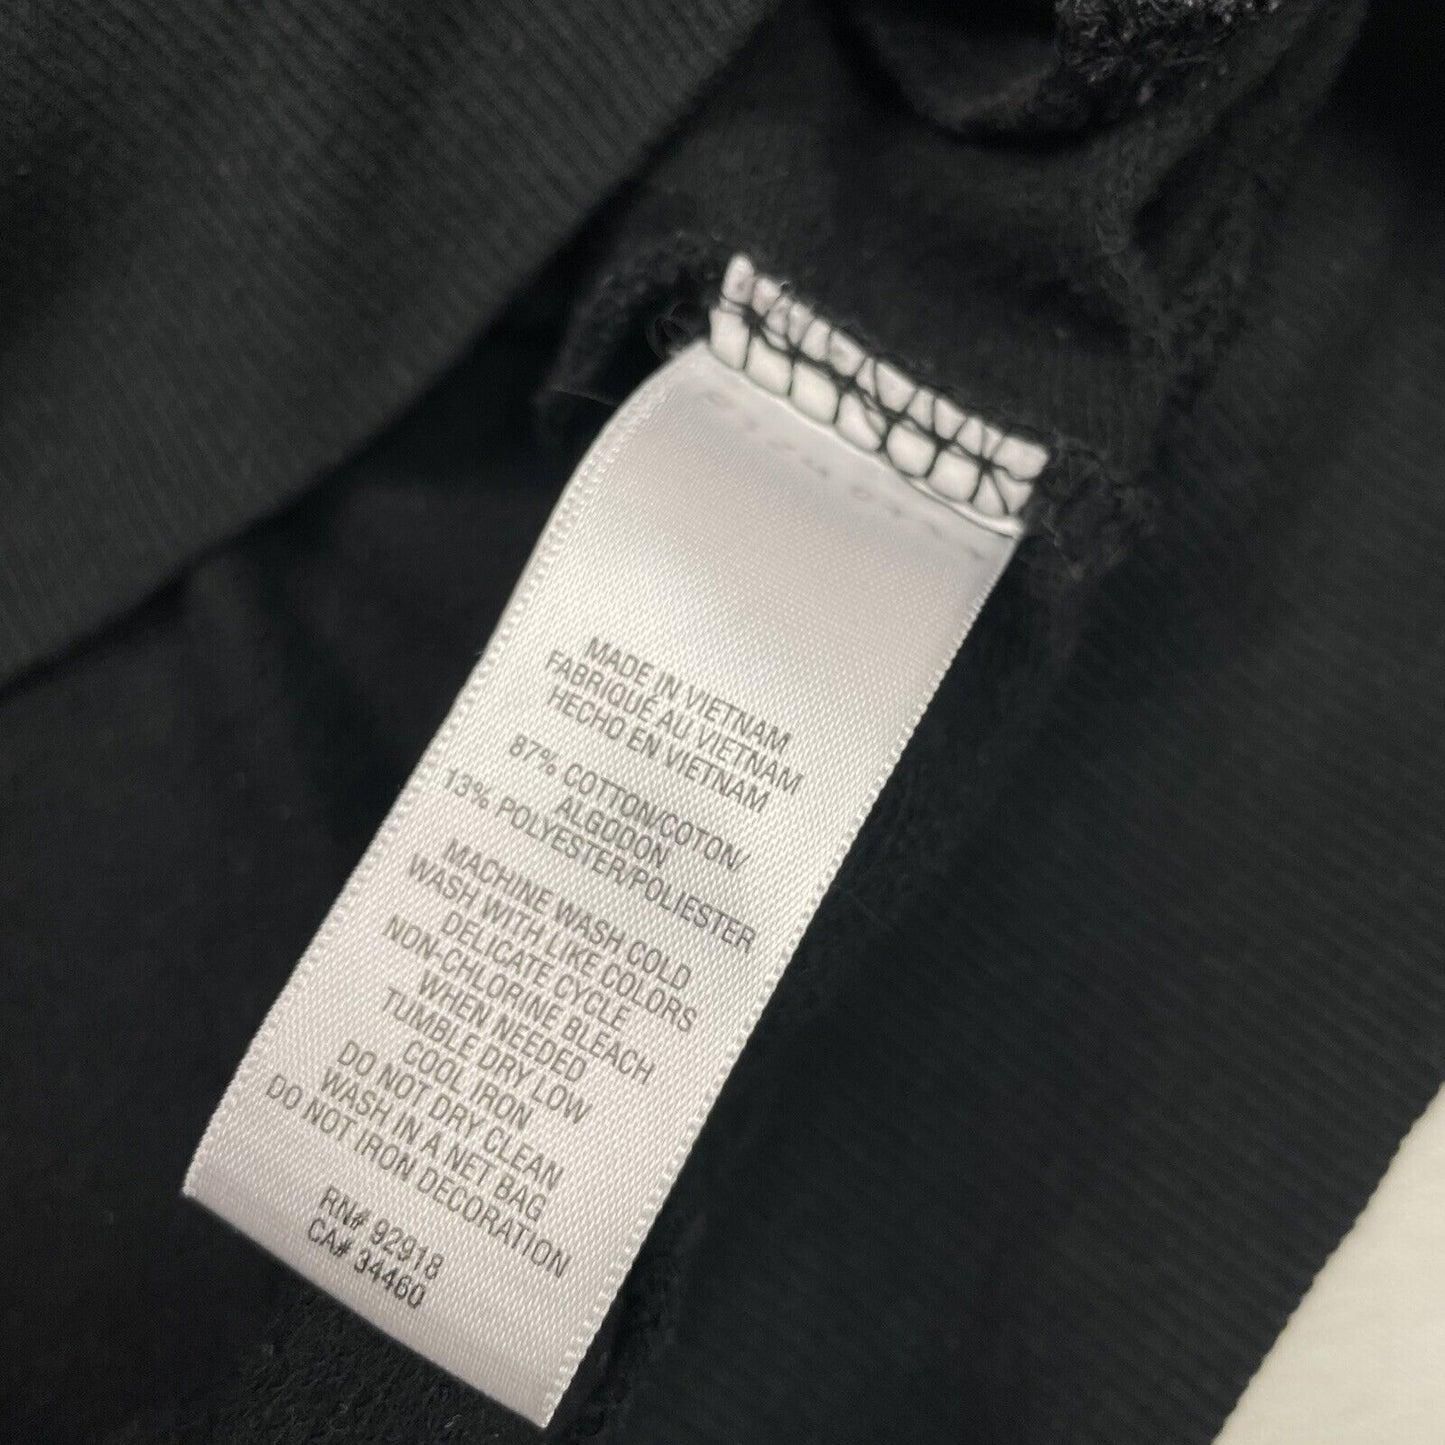 MADE IN VIETNAM
FABRIQUÉ AU VIETNAM
HECHO EN VIETNAM
87% COTTON/COTON/
ALGODON
13% POLYESTER/POLIESTER
MACHINE WASH COLD
WASH WITH LIKE COLORS
DELICATE CYCLE
NON-CHLORINE BLEACH
WHEN NEEDED
TUMBLE DRY LOW
COOL IRON
DO NOT DRY CLEAN
WASH IN A NET BAG
DO NOT IRON DECORATION
RN# 92918
CA# 34460